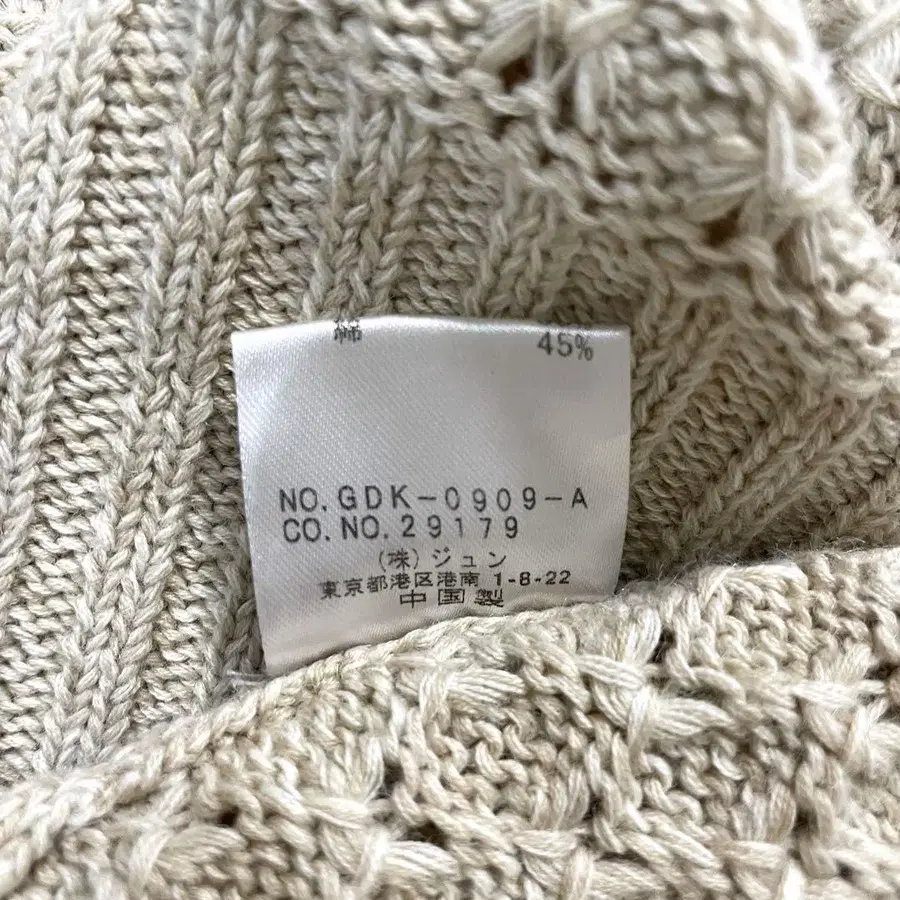 綿 45%
NO. GDK-0909-A
CO. NO. 29179
(株)ジュン
東京都港区港南 1-8-22
中国製